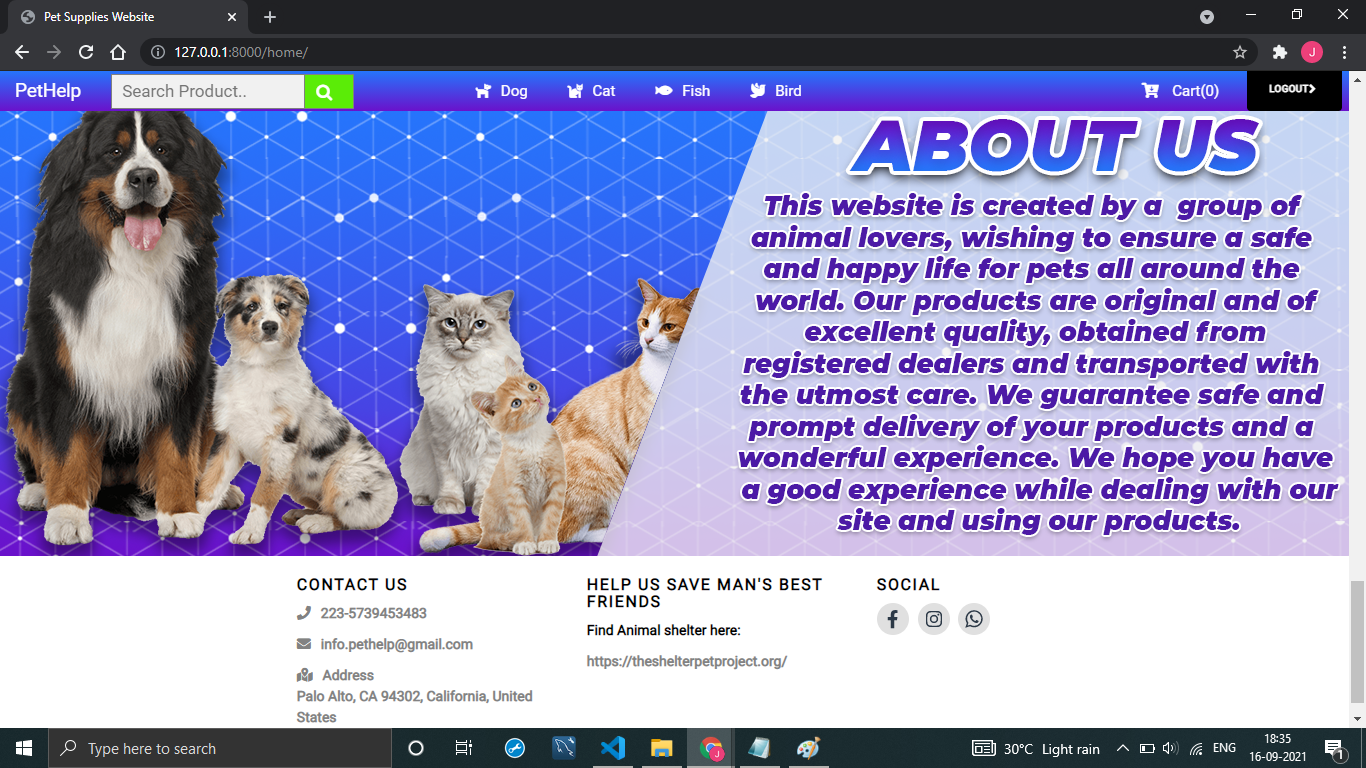 Pet Supplies Website
127.0.0.1:8000/home/
J
PetHelp
Search Product..
Dog
Cat
Fish
Bird
Cart(0)
LOGOUT
ABOUT US
This website is created by a group of
animal lovers, wishing to ensure a safe
and happy life for pets all around the
world. Our products are original and of
excellent quality, obtained from
registered dealers and transported with
the utmost care. We guarantee safe and
prompt delivery of your products and a
wonderful experience. We hope you have
a good experience while dealing with our
site and using our products.
CONTACT US
223-5739453483
info.pethelp@gmail.com
Address
Palo Alto, CA 94302, California, United
States
HELP US SAVE MAN'S BEST
FRIENDS
Find Animal shelter here:
https://theshelterpetproject.org/
SOCIAL
Type here to search
J
30°C Light rain
ENG
18:35
16-09-2021
1